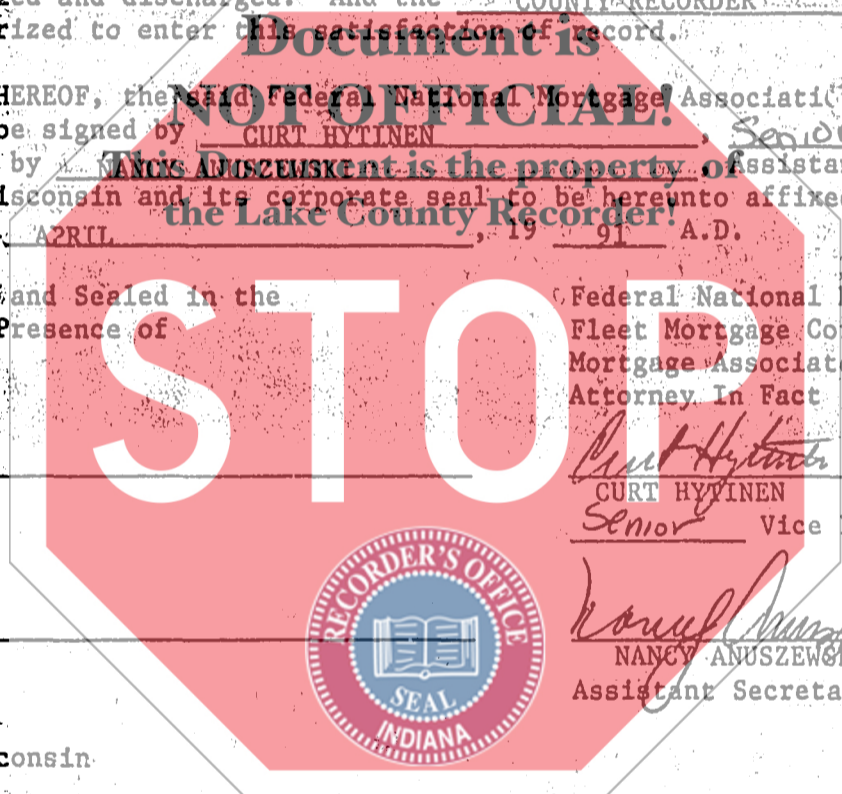 and discharged. And the COUNTY RECORDER
rized to enter this satisfaction of record.
Document is
HEREOF, the said Federal National Mortgage Associati
NOT OFFICIAL!
be signed by CURT HYTINEN, Senio
This Document is the property of
by NANCY ANUSZEWSKI, Assista
isconsin and its corporate seal to be hereunto affixe
the Lake County Recorder!
APRIL, 19 91 A.D.
and Sealed in the
Presence of
Federal National
Fleet Mortgage Co
Mortgage Associat
Attorney In Fact
STOP
Curt Hytinen
CURT HYTINEN
Senior Vice
RECORDER'S OFFICE
SEAL
INDIANA
NANCY ANUSZEWSK
Assistant Secreta
consin